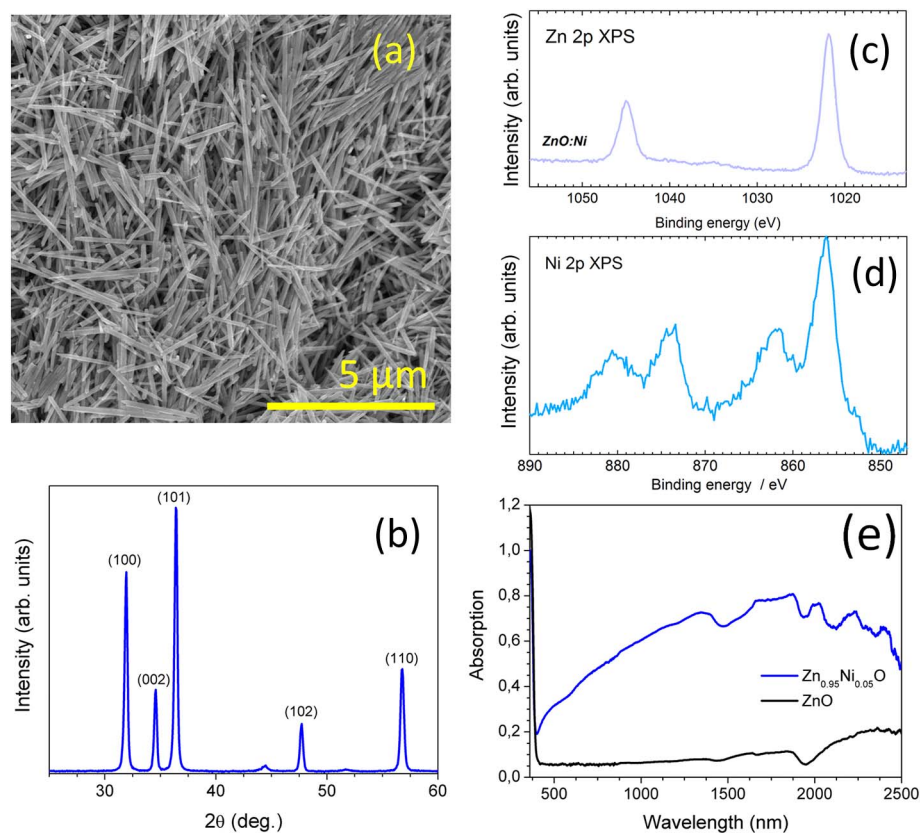 (a)
5 μm
Zn 2p XPS
(c)
ZnO:Ni
Intensity (arb. units)
1050 1040 1030 1020
Binding energy (eV)
Ni 2p XPS
(d)
Intensity (arb. units)
890 880 870 860 850
Binding energy / eV
(b)
(100)
(002)
(101)
(102)
(110)
Intensity (arb. units)
30 40 50 60
2θ (deg.)
(e)
1,2
1,0
0,8
0,6
0,4
0,2
0,0
Absorption
Zn0.95Ni0.05O
ZnO
500 1000 1500 2000 2500
Wavelength (nm)